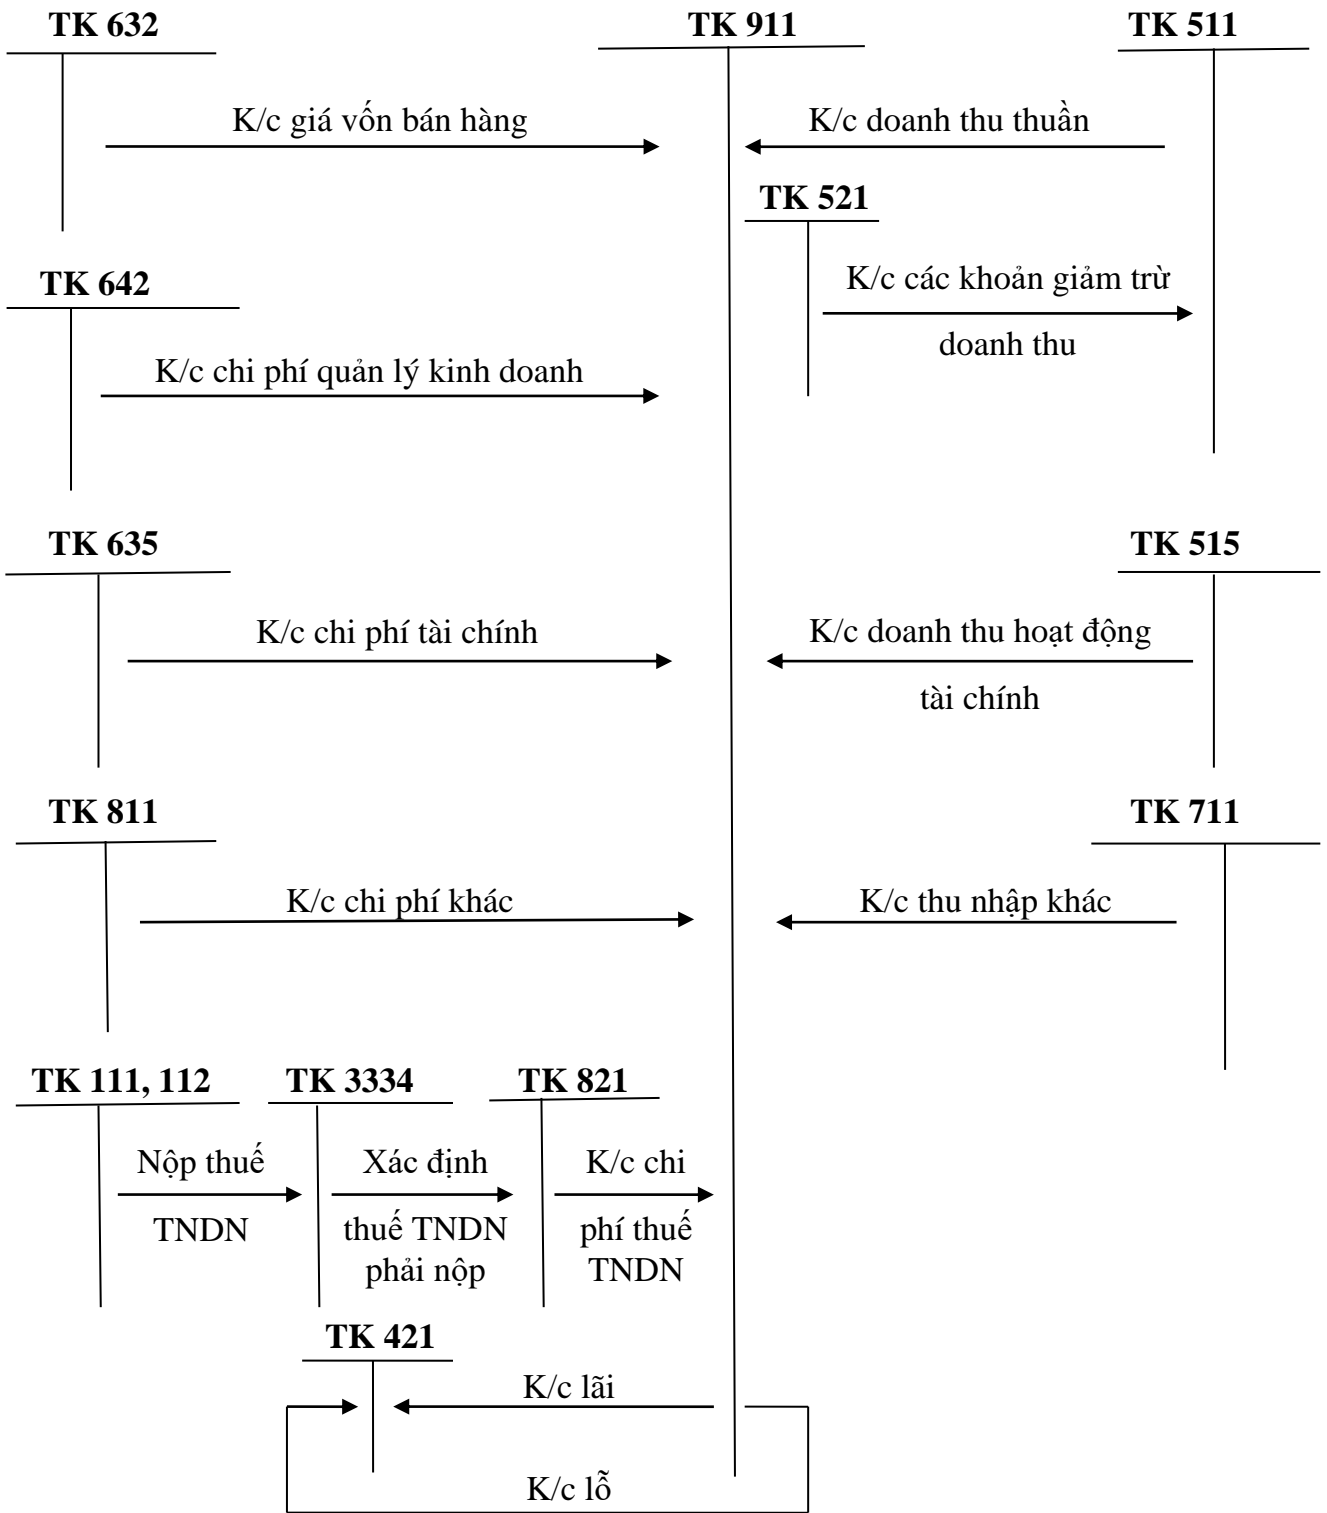 TK 632
TK 911
TK 511
K/c giá vốn bán hàng
K/c doanh thu thuần
TK 521
TK 642
K/c các khoản giảm trừ
doanh thu
K/c chi phí quản lý kinh doanh
TK 635
TK 515
K/c chi phí tài chính
K/c doanh thu hoạt động
tài chính
TK 811
TK 711
K/c chi phí khác
K/c thu nhập khác
TK 111, 112
TK 3334
TK 821
Nộp thuế
TNDN
Xác định
thuế TNDN
phải nộp
K/c chi
phí thuế
TNDN
TK 421
K/c lãi
K/c lỗ